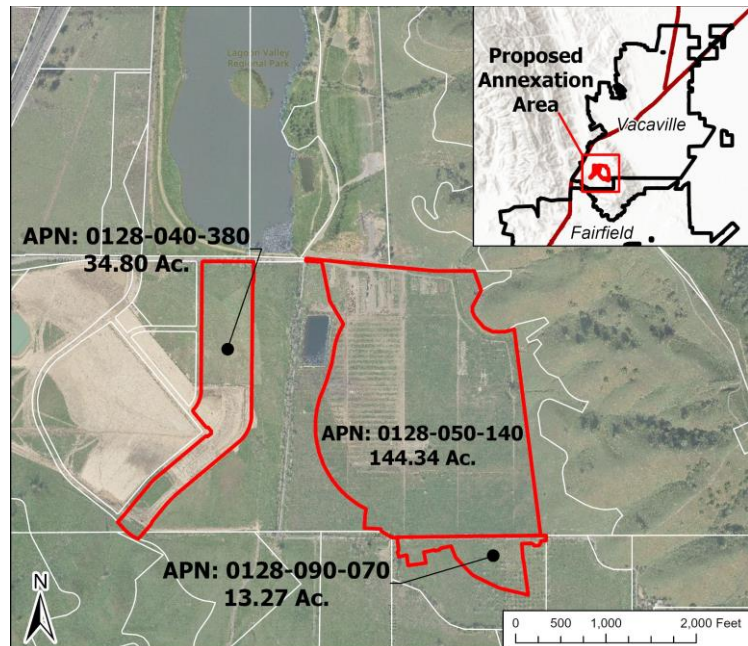 Lagoon Valley
Regional Park
Proposed
Annexation
Area
Vacaville
Fairfield
APN: 0128-040-380
34.80 Ac.
APN: 0128-050-140
144.34 Ac.
APN: 0128-090-070
13.27 Ac.
N
0 500 1,000 2,000 Feet